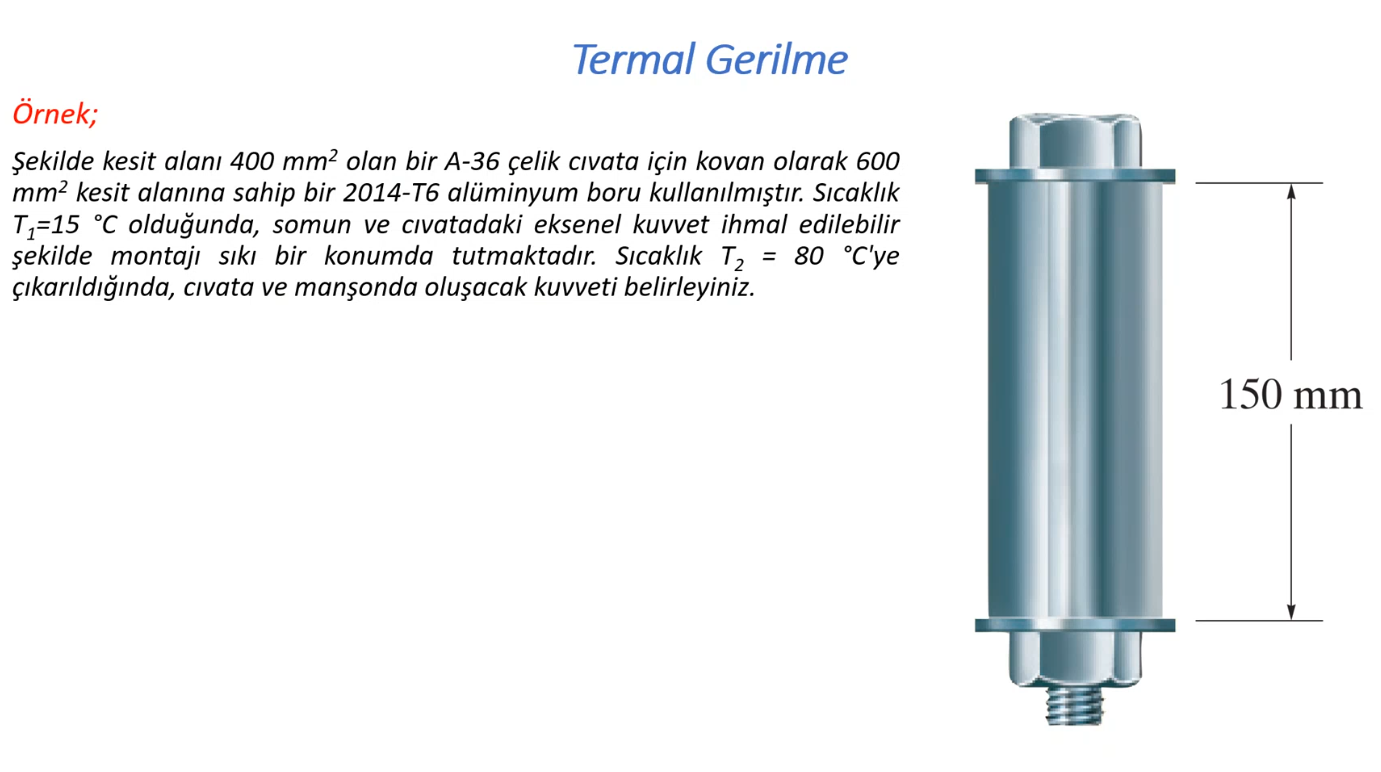 Termal Gerilme
Örnek;
Şekilde kesit alanı 400 mm² olan bir A-36 çelik cıvata için kovan olarak 600
mm² kesit alanına sahip bir 2014-T6 alüminyum boru kullanılmıştır. Sıcaklık
T₁=15 °C olduğunda, somun ve cıvatadaki eksenel kuvvet ihmal edilebilir
şekilde montajı sıkı bir konumda tutmaktadır. Sıcaklık T₂ = 80 °C'ye
çıkarıldığında, cıvata ve manşonda oluşacak kuvveti belirleyiniz.
150 mm